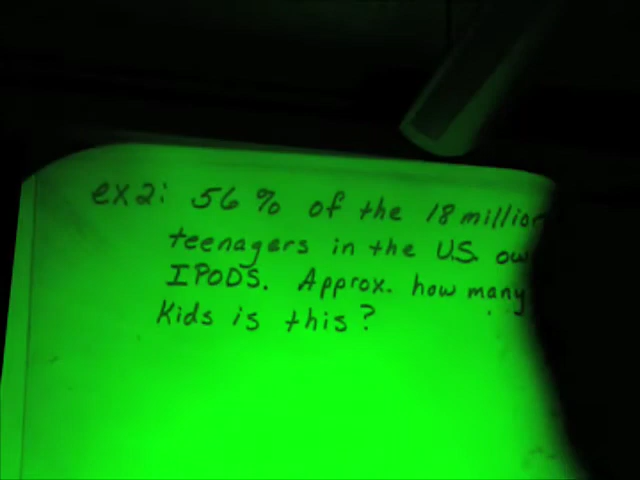 ex2: 56% of the 18 million
teenagers in the U.S. ow
IPODS. Approx. how many
Kids is this?